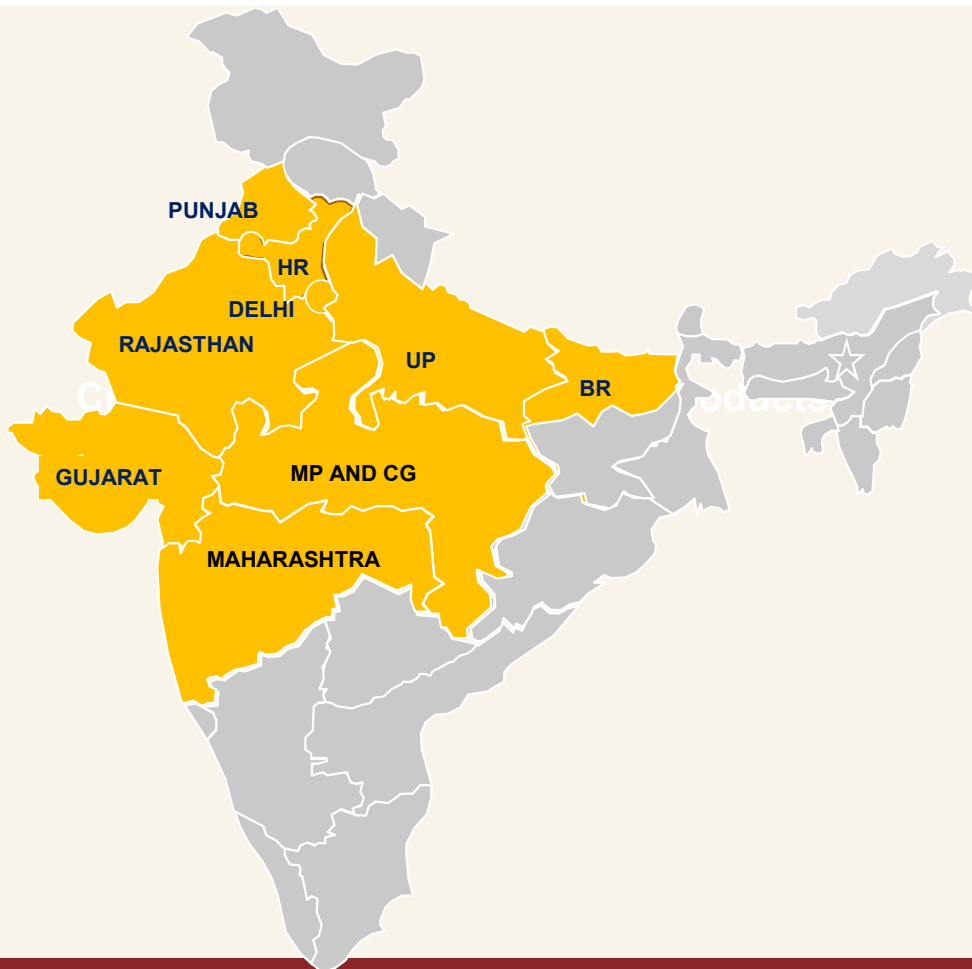 PUNJAB
HR
DELHI
RAJASTHAN
UP
BR
GUJARAT
MP AND CG
MAHARASHTRA